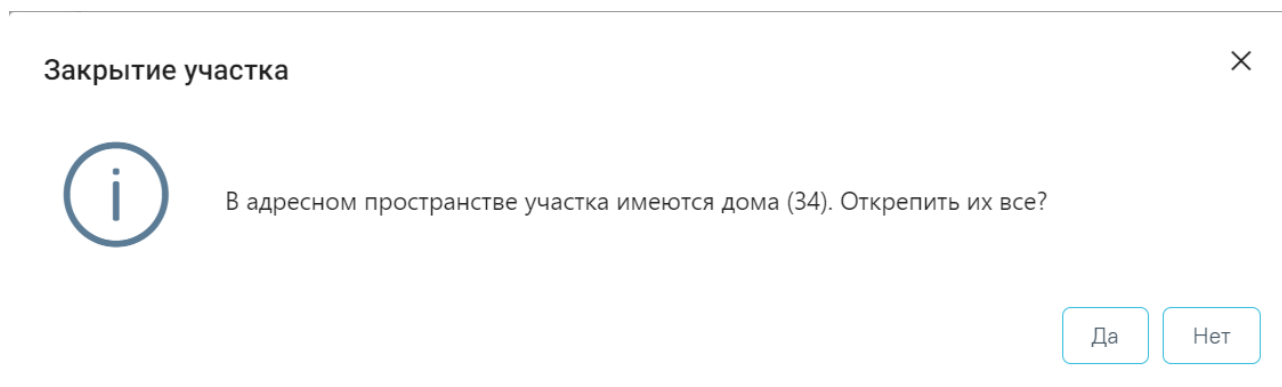 Закрытие участка
В адресном пространстве участка имеются дома (34). Открепить их все?
Да Нет